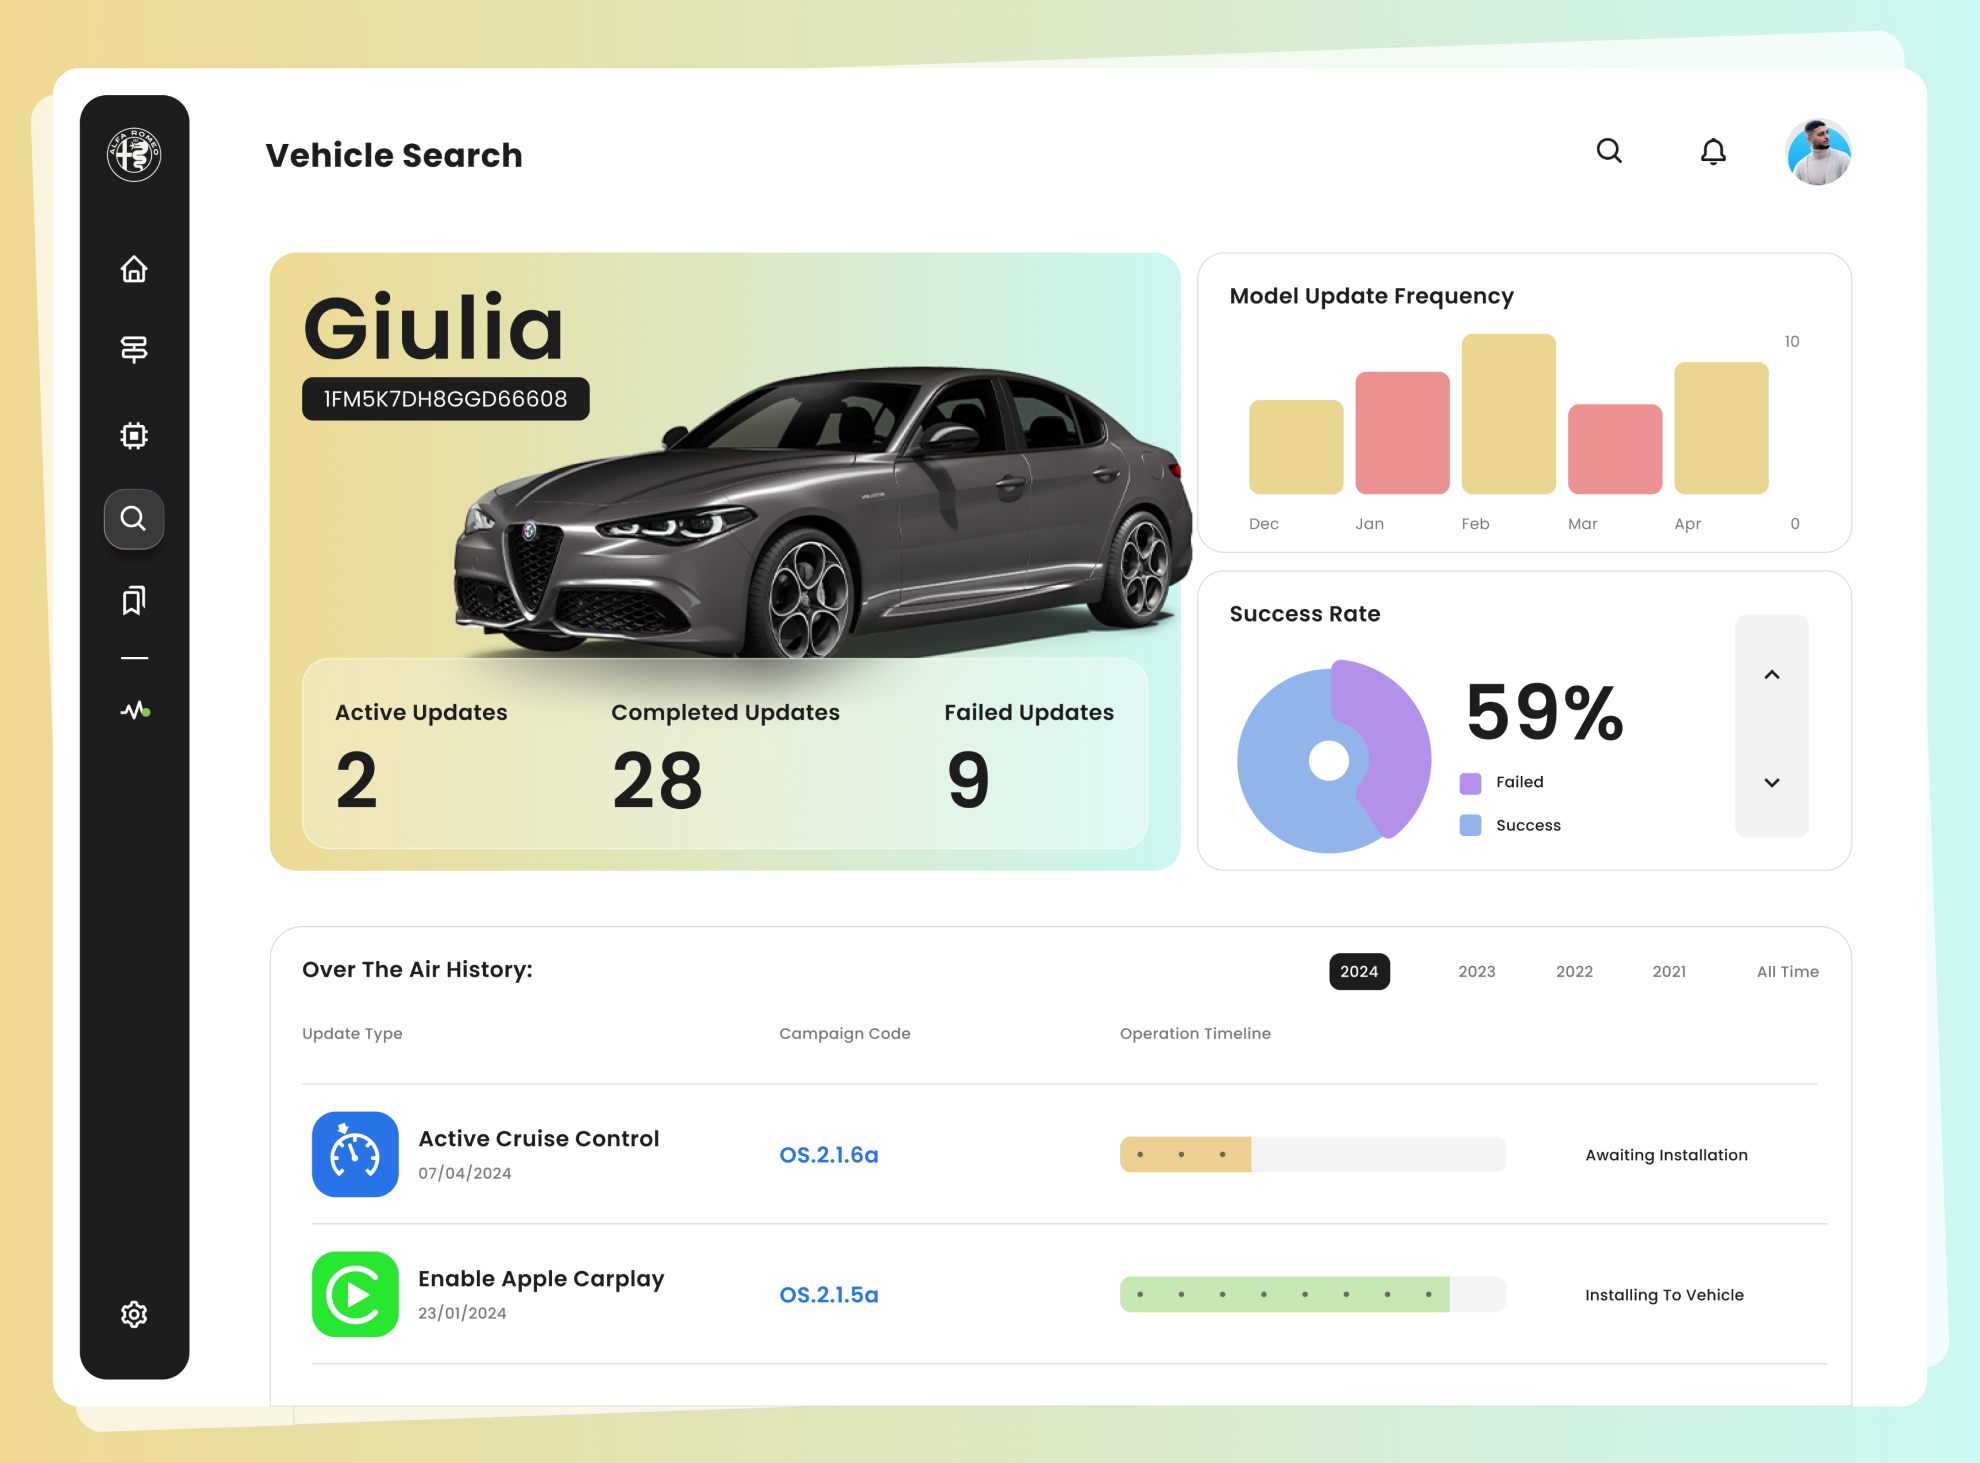 ALFA ROMEO
Vehicle Search
Giulia
1FM5K7DH8GGD66608
Active Updates
2
Completed Updates
28
Failed Updates
9
Model Update Frequency
10
Dec Jan Feb Mar Apr 0
Success Rate
59%
Failed
Success
Over The Air History:
2024 2023 2022 2021 All Time
Update Type Campaign Code Operation Timeline
Active Cruise Control
07/04/2024
OS.2.1.6a
Awaiting Installation
Enable Apple Carplay
23/01/2024
OS.2.1.5a
Installing To Vehicle